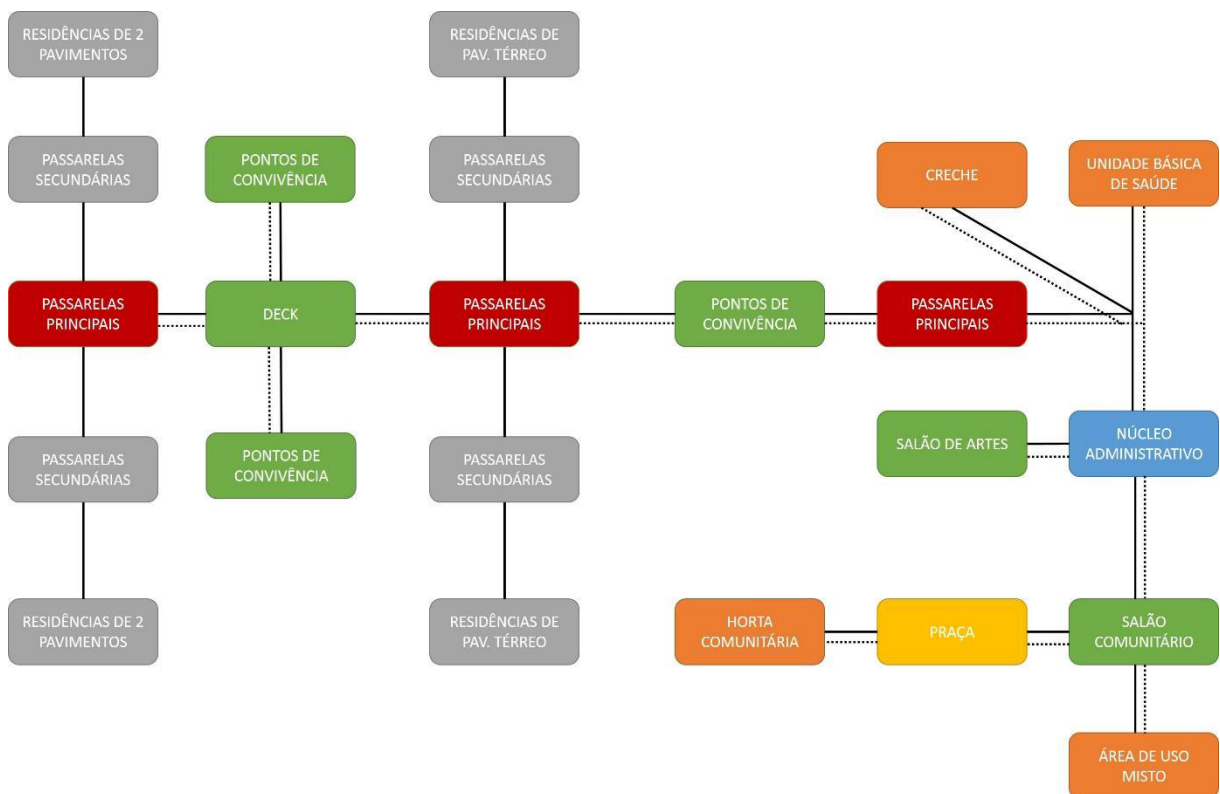 RESIDÊNCIAS DE 2
PAVIMENTOS
RESIDÊNCIAS DE
PAV. TÉRREO
PASSARELAS
SECUNDÁRIAS
PONTOS DE
CONVIVÊNCIA
PASSARELAS
SECUNDÁRIAS
CRECHE
UNIDADE BÁSICA
DE SAÚDE
PASSARELAS
PRINCIPAIS
DECK
PASSARELAS
PRINCIPAIS
PONTOS DE
CONVIVÊNCIA
PASSARELAS
PRINCIPAIS
PASSARELAS
SECUNDÁRIAS
PONTOS DE
CONVIVÊNCIA
PASSARELAS
SECUNDÁRIAS
SALÃO DE ARTES
NÚCLEO
ADMINISTRATIVO
RESIDÊNCIAS DE 2
PAVIMENTOS
RESIDÊNCIAS DE
PAV. TÉRREO
HORTA
COMUNITÁRIA
PRAÇA
SALÃO
COMUNITÁRIO
ÁREA DE USO
MISTO